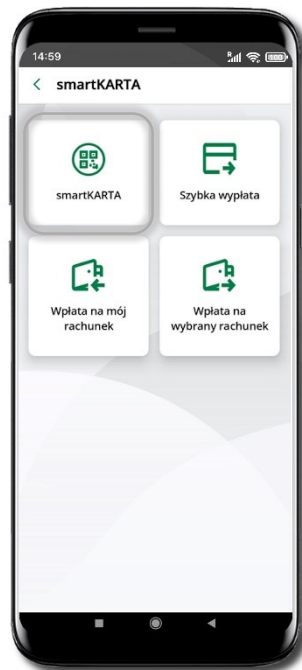 14:59
smartKARTA
smartKARTA
Szybka wypłata
Wpłata na mój
rachunek
Wpłata na
wybrany rachunek